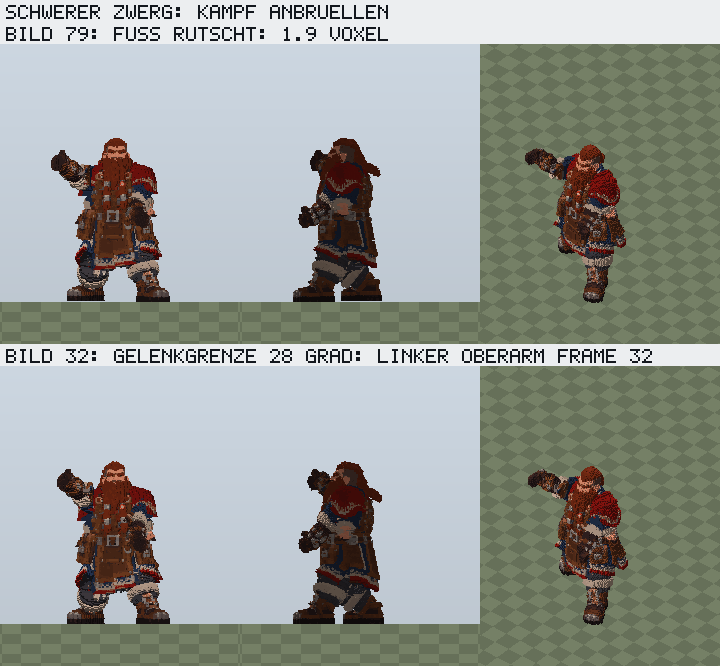 SCHWERER ZWERG: KAMPF ANBRUELLEN
BILD 79: FUSS RUTSCHT: 1.9 VOXEL
BILD 32: GELENKGRENZE 28 GRAD: LINKER OBERARM FRAME 32